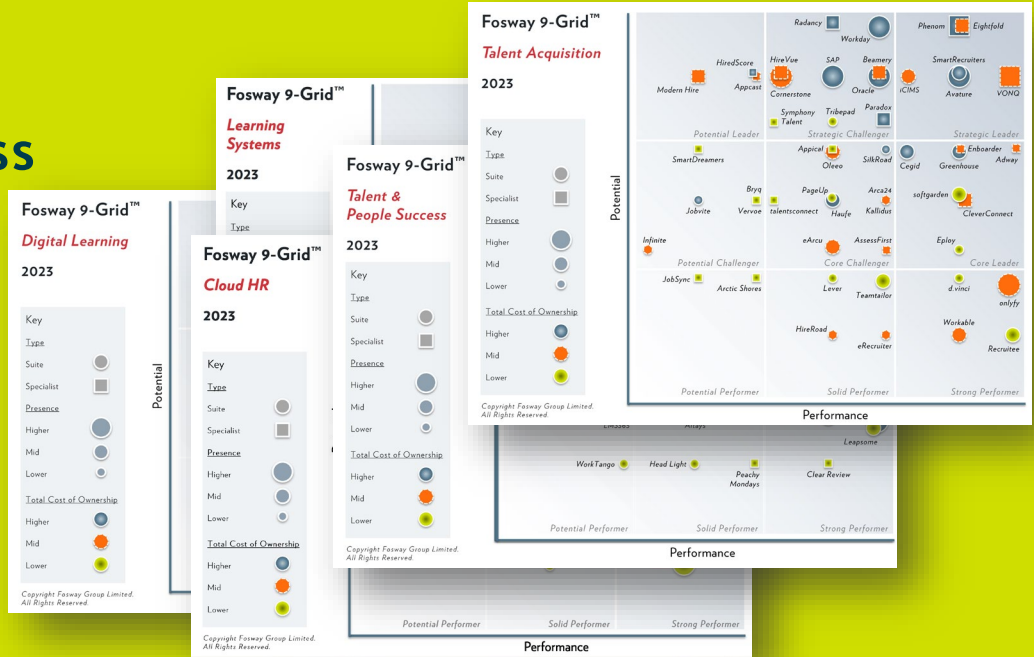 ss
Fosway 9-Grid™
Talent Acquisition
2023
Key
Type
Suite
Specialist
Presence
Higher
Mid
Lower
Total Cost of Ownership
Higher
Mid
Lower
Copyright Fosway Group Limited.
All Rights Reserved.
Potential
Radancy
Workday
Phenom
Eightfold
HiredScore
HireVue
SAP
Beamery
SmartRecruiters
Modern Hire
Appcast
Cornerstone
Oracle
iCIMS
Avature
VONQ
Symphony
Talent
Tribepad
Paradox
Potential Leader
Strategic Challenger
Strategic Leader
SmartDreamers
Appical
Oleeo
SilkRoad
Cegid
Greenhouse
Enboarder
Adway
Jobvite
Bryq
Vervoe
talentsconnect
PageUp
Haufe
Arca24
Kallidus
softgarden
CleverConnect
Infinite
eArcu
AssessFirst
Eploy
Potential Challenger
Core Challenger
Core Leader
JobSync
Arctic Shores
Lever
Teamtailor
d.vinci
onlyfy
HireRoad
eRecruiter
Workable
Recruitee
Potential Performer
Solid Performer
Strong Performer
Performance
Fosway 9-Grid™
Learning
Systems
2023
Key
Type
Fosway 9-Grid™
Talent &
People Success
2023
Key
Type
Suite
Specialist
Presence
Higher
Mid
Lower
Total Cost of Ownership
Higher
Mid
Lower
Copyright Fosway Group Limited.
All Rights Reserved.
Leapsome
WorkTango
Head Light
Peachy
Mondays
Clear Review
Potential Performer
Solid Performer
Strong Performer
Performance
Fosway 9-Grid™
Digital Learning
2023
Key
Type
Suite
Specialist
Presence
Higher
Mid
Lower
Total Cost of Ownership
Higher
Mid
Lower
Copyright Fosway Group Limited.
All Rights Reserved.
Potential
Fosway 9-Grid™
Cloud HR
2023
Key
Type
Suite
Specialist
Presence
Higher
Mid
Lower
Total Cost of Ownership
Higher
Mid
Lower
Copyright Fosway Group Limited.
All Rights Reserved.
Potential Performer
Solid Performer
Strong Performer
Performance